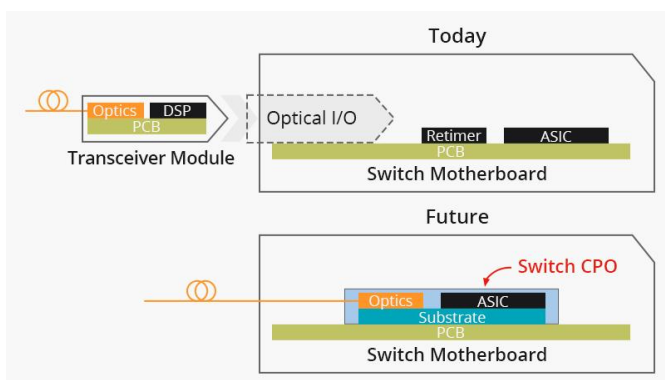 Today
Optics DSP
PCB
Transceiver Module
Optical I/O
Retimer ASIC
PCB
Switch Motherboard
Future
Switch CPO
Optics ASIC
Substrate
PCB
Switch Motherboard